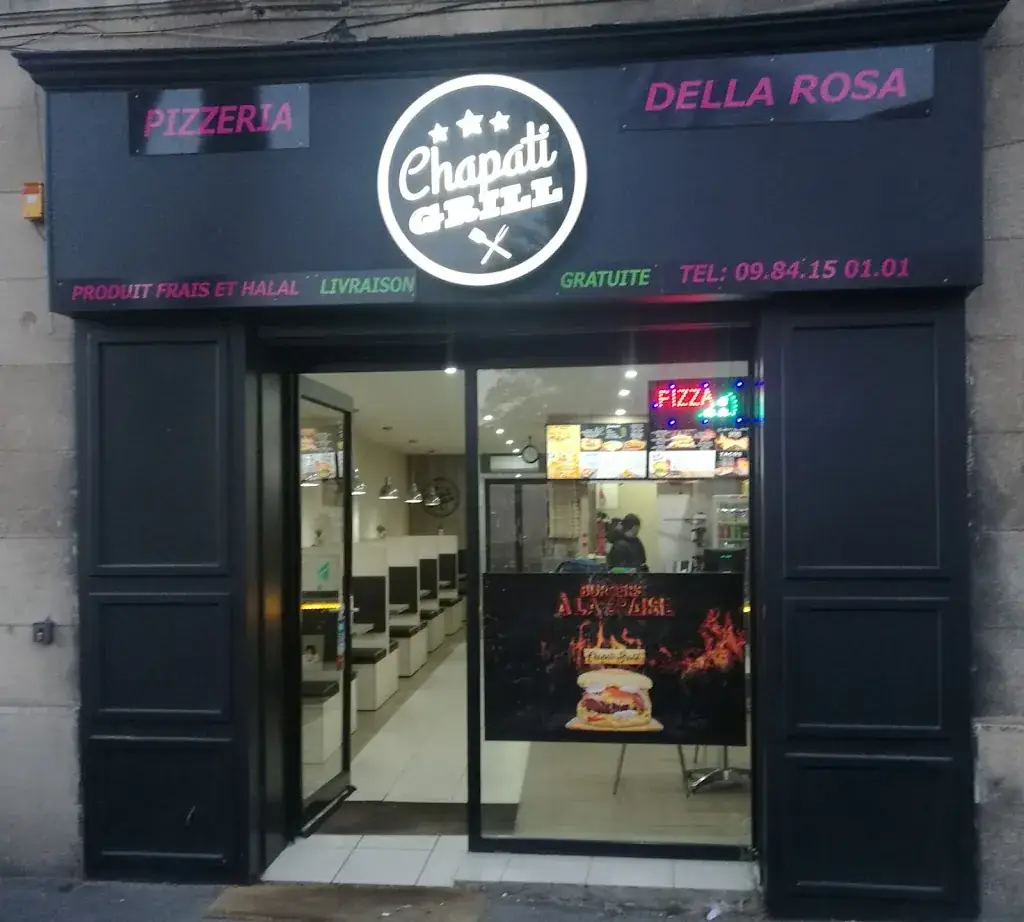 PIZZERIA
DELLA ROSA
Chapati
GRILL
PRODUIT FRAIS ET HALAL LIVRAISON GRATUITE TEL: 09.84.15 01.01
PIZZA
TACOS
BURGERS
A LA BRAISE